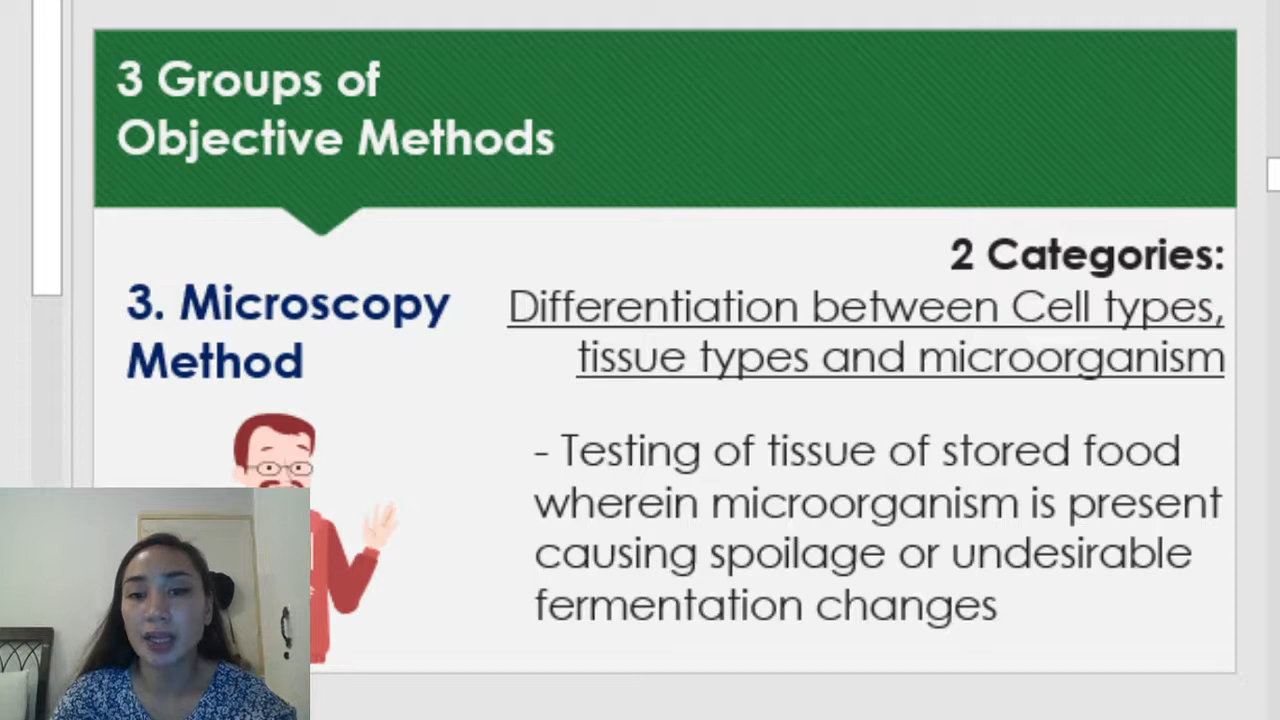 3 Groups of
Objective Methods
3. Microscopy
Method
2 Categories:
Differentiation between Cell types,
tissue types and microorganism
- Testing of tissue of stored food
wherein microorganism is present
causing spoilage or undesirable
fermentation changes